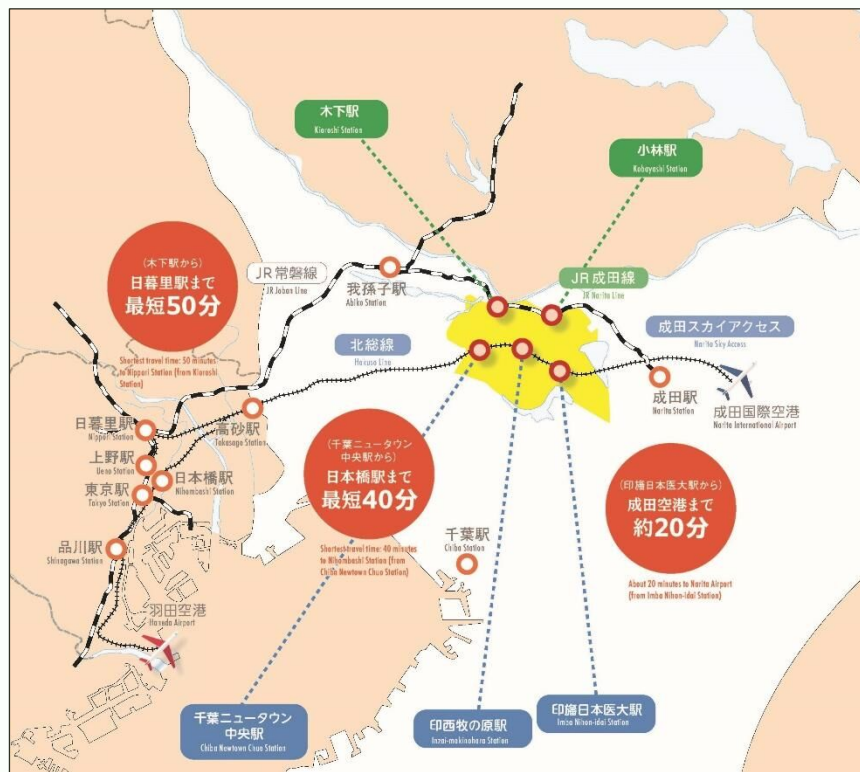 木下駅
Kioroshi Station
小林駅
Kobayashi Station
(木下駅から)
日暮里駅まで
最短50分
Shortest travel time: 50 minutes
to Nippori Station (from Kioroshi
Station)
JR常磐線
JR Joban Line
我孫子駅
Abiko Station
JR成田線
JR Narita Line
北総線
Hokuso Line
成田スカイアクセス
Narita Sky Access
成田駅
Narita Station
成田国際空港
Narita International Airport
日暮里駅
Nippori Station
高砂駅
Takasago Station
上野駅
Ueno Station
日本橋駅
Nihombashi Station
東京駅
Tokyo Station
品川駅
Shinagawa Station
羽田空港
Haneda Airport
(千葉ニュータウン
中央駅から)
日本橋駅まで
最短40分
Shortest travel time: 40 minutes
to Nihombashi Station (from
Chiba Newtown Chuo Station)
千葉駅
Chiba Station
(印旛日本医大駅から)
成田空港まで
約20分
About 20 minutes to Narita Airport
(from Imba Nihon-idai Station)
千葉ニュータウン
中央駅
Chiba Newtown Chuo Station
印西牧の原駅
Inzai-makinohara Station
印旛日本医大駅
Imba Nihon-idai Station